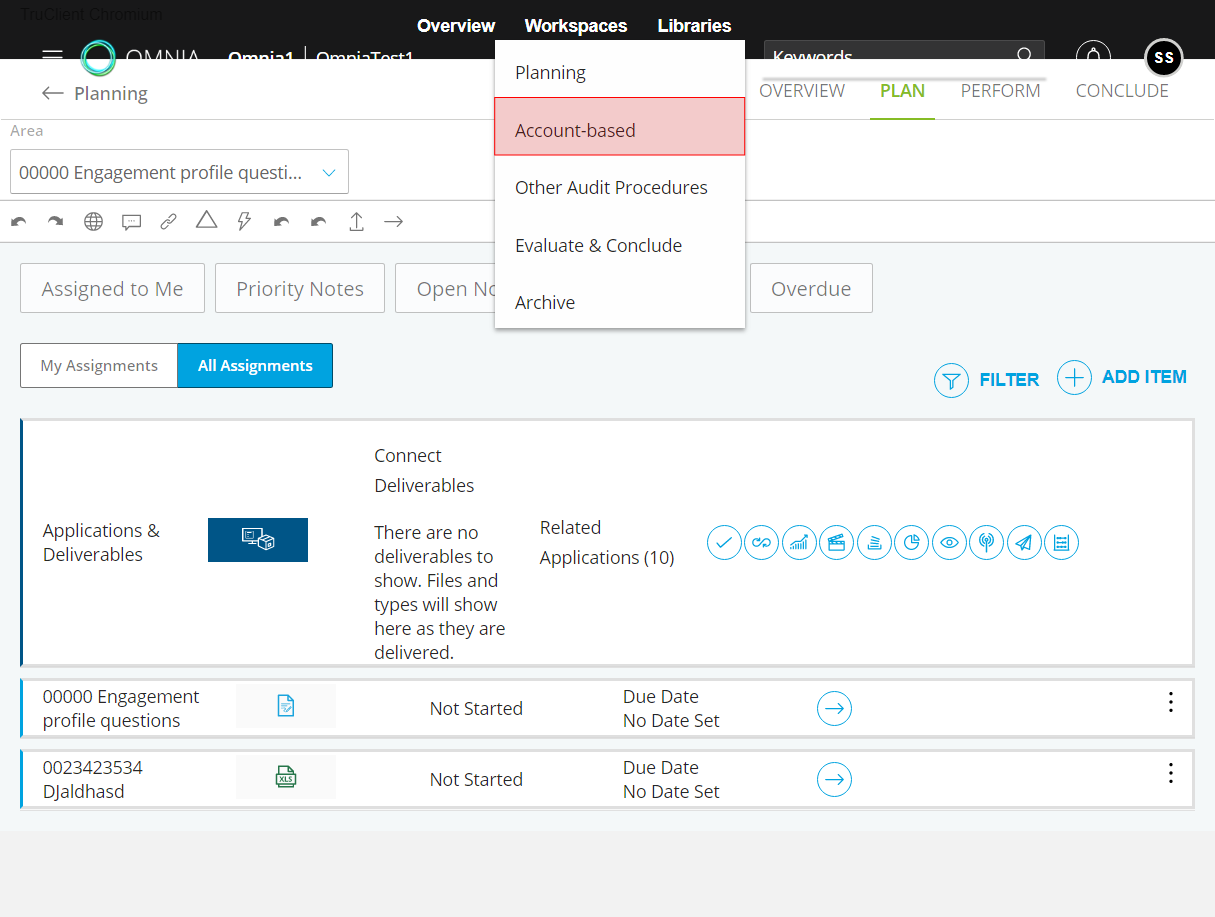 TruClient Chromium
Overview Workspaces Libraries
OMNIA Omnia1 OmniaTest1 Keywords SS
Planning
Planning OVERVIEW PLAN PERFORM CONCLUDE
Area
Account-based
00000 Engagement profile questi...
Other Audit Procedures
Evaluate & Conclude
Assigned to Me Priority Notes Open No Overdue
Archive
My Assignments All Assignments
FILTER ADD ITEM
Applications &
Deliverables
Connect
Deliverables
There are no
deliverables to
show. Files and
types will show
here as they are
delivered.
Related
Applications (10)
00000 Engagement
profile questions
Not Started
Due Date
No Date Set
0023423534
DJaldhasd
XLS
Not Started
Due Date
No Date Set